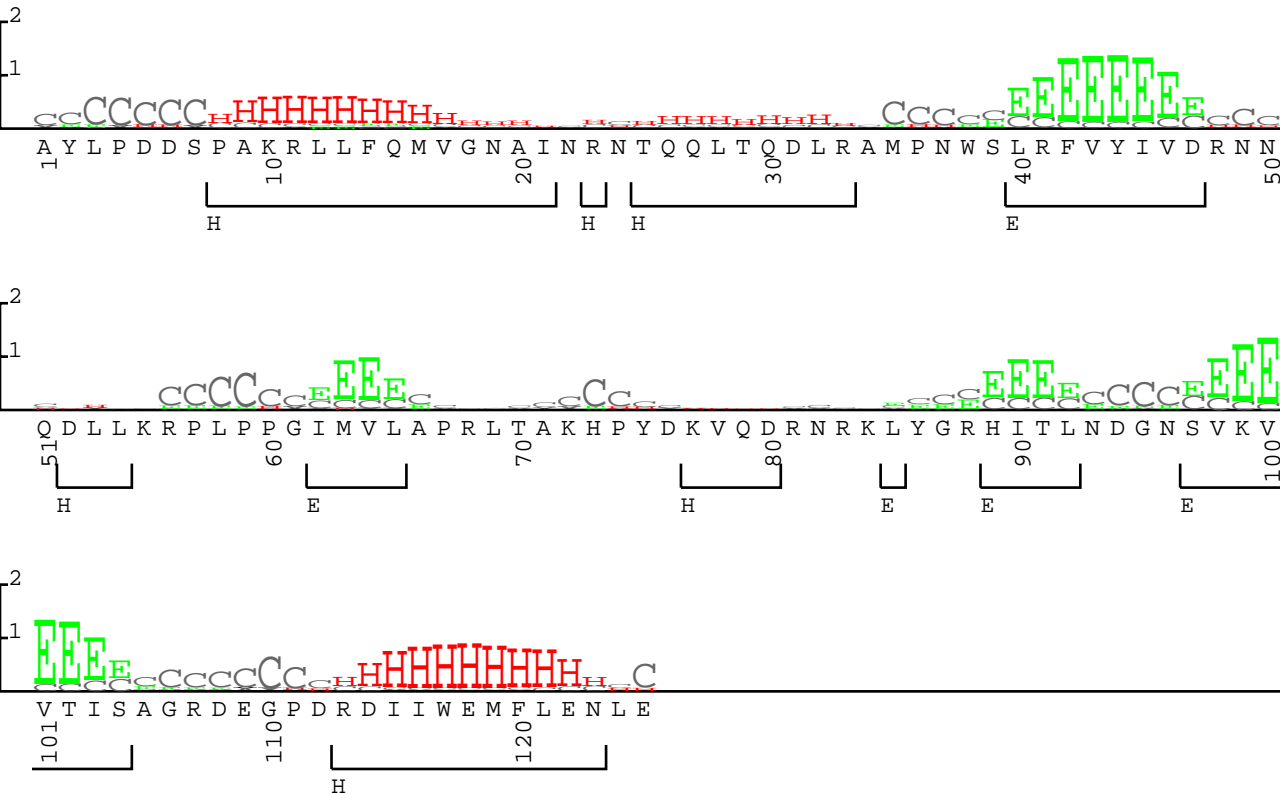 2
1
C C C C C C C H H H H H H H H H H H H H H H H H H H H H C C C C C E E E E E E E E C C C
A Y L P D D S P A K R L L F Q M V G N A I N R N T Q Q L T Q D L R A M P N W S L R F V Y I V D R N N
1 10 20 30 40 50
H H H E
2
1
C C C C C C E E E E C C C C C C E E E E C C C C E E E E
Q D L L K R P L P P G I M V L A P R L T A K H P Y D K V Q D R N R K L Y G R H I T L N D G N S V K V
51 60 70 80 90 100
H E H E E E
2
1
E E E E C C C C C C C C H H H H H H H H H H H C
V T I S A G R D E G P D R D I I W E M F L E N L E
101 110 120
H